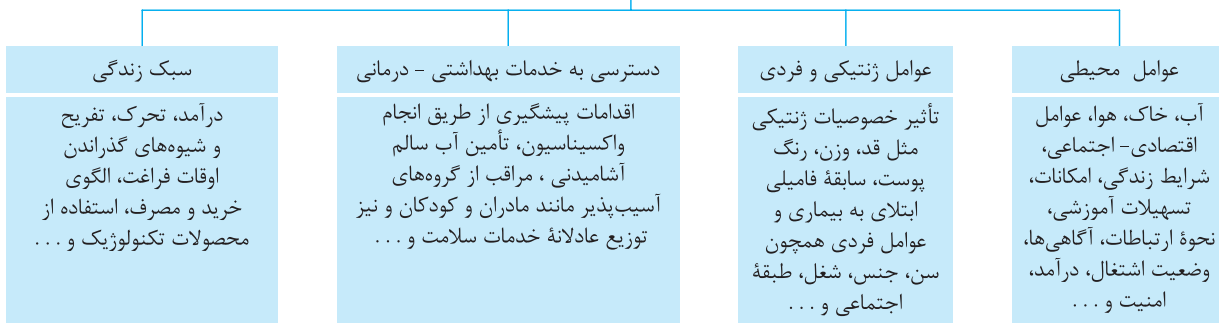 عوامل محیطی
آب، خاک، هوا، عوامل
اقتصادی- اجتماعی،
شرایط زندگی، امکانات،
تسهیلات آموزشی،
نحوۀ ارتباطات، آگاهی‌ها،
وضعیت اشتغال، درآمد،
امنیت و ...
عوامل ژنتیکی و فردی
تأثیر خصوصیات ژنتیکی
مثل قد، وزن، رنگ
پوست، سابقۀ فامیلی
ابتلای به بیماری و
عوامل فردی همچون
سن، جنس، شغل، طبقۀ
اجتماعی و ...
دسترسی به خدمات بهداشتی - درمانی
اقدامات پیشگیری از طریق انجام
واکسیناسیون، تأمین آب سالم
آشامیدنی ، مراقب از گروه‌های
آسیب‌پذیر مانند مادران و کودکان و نیز
توزیع عادلانۀ خدمات سلامت و ...
سبک زندگی
درآمد، تحرک، تفریح
و شیوه‌های گذراندن
اوقات فراغت، الگوی
خرید و مصرف، استفاده از
محصولات تکنولوژیک و ...